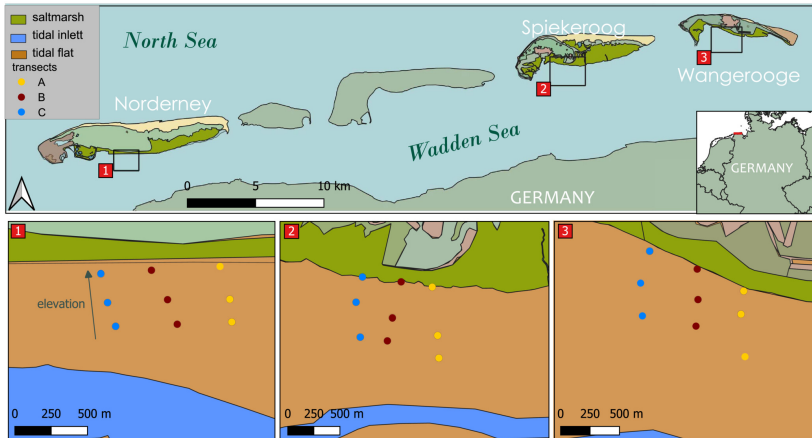 saltmarsh
tidal inlett
tidal flat
transects
A
B
C
North Sea
Norderney
Spiekeroog
Wangerooge
Wadden Sea
1
2
3
0 5 10 km
GERMANY
GERMANY
1
elevation
0 250 500 m
2
0 250 500 m
3
0 250 500 m